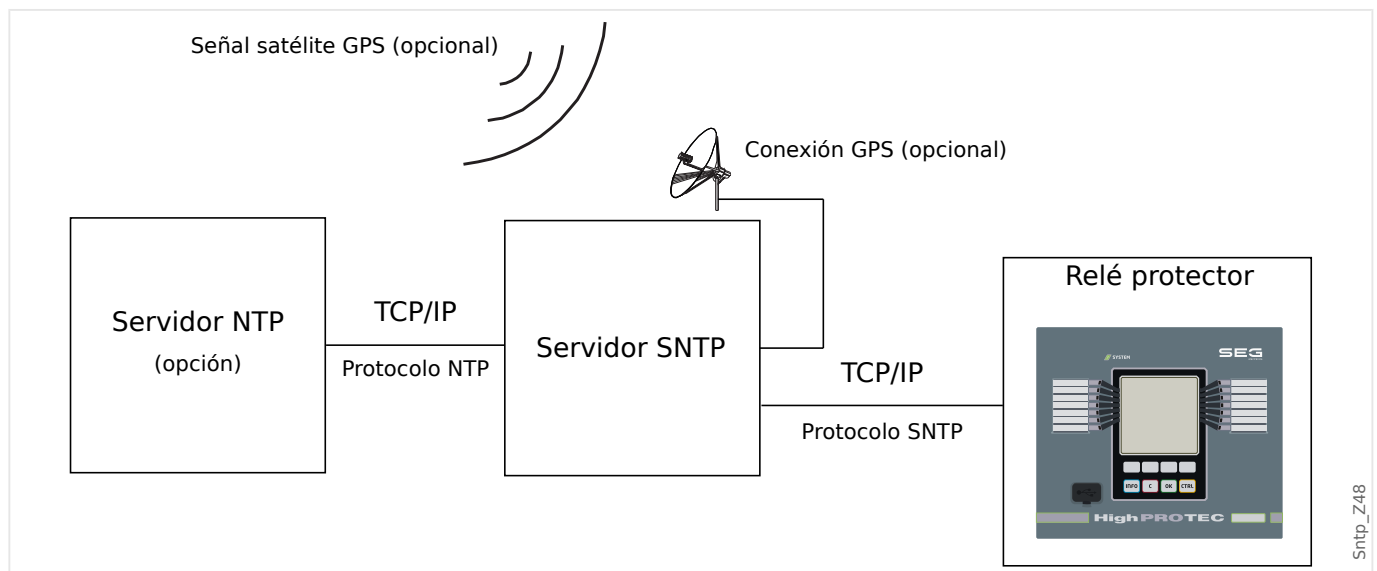 Señal satélite GPS (opcional)
Conexión GPS (opcional)
Servidor NTP
(opción)
TCP/IP
Protocolo NTP
Servidor SNTP
TCP/IP
Protocolo SNTP
Relé protector
SYSTEM
SEG
INFO
C
OK
CTRL
HighPROTEC
Sntp_Z48